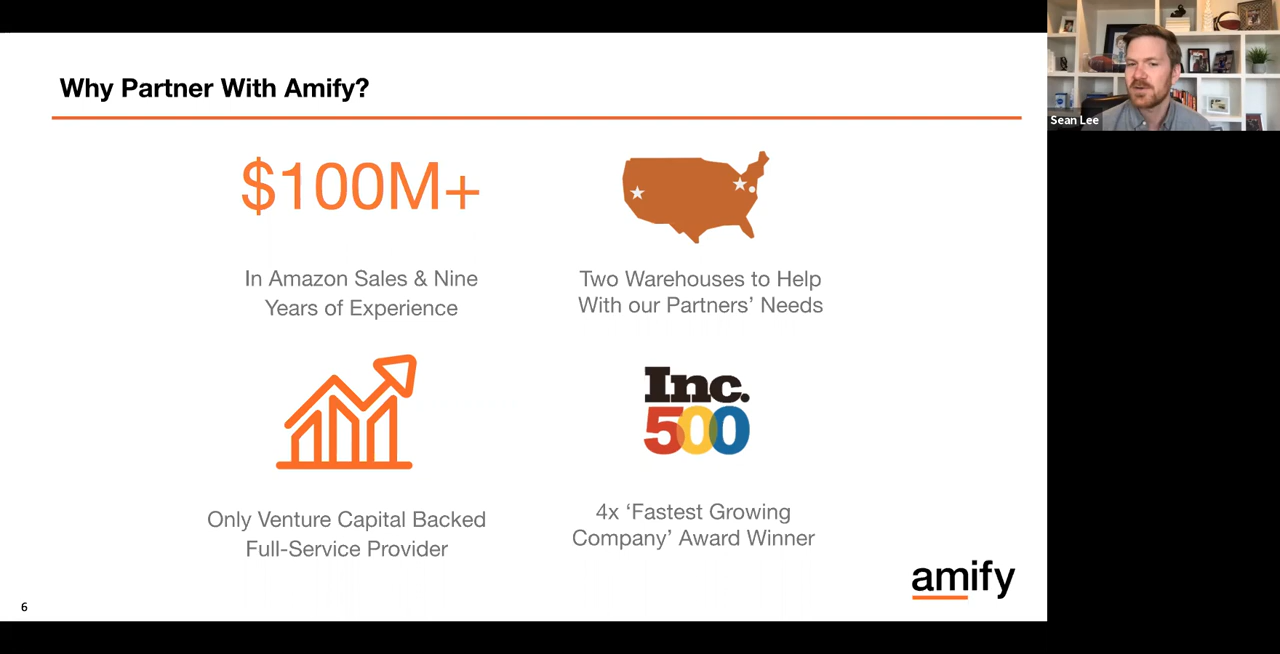 Why Partner With Amify?
$100M+
In Amazon Sales & Nine
Years of Experience
Two Warehouses to Help
With our Partners’ Needs
Only Venture Capital Backed
Full-Service Provider
Inc.
500
4x ‘Fastest Growing
Company’ Award Winner
amify
6
Sean Lee